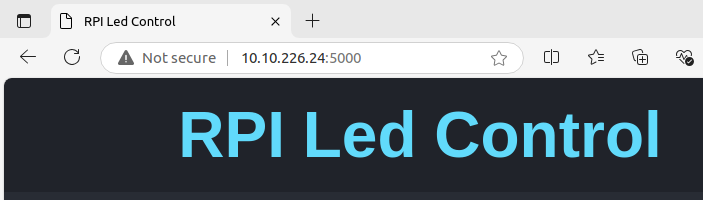 RPI Led Control
Not secure 10.10.226.24:5000
RPI Led Control